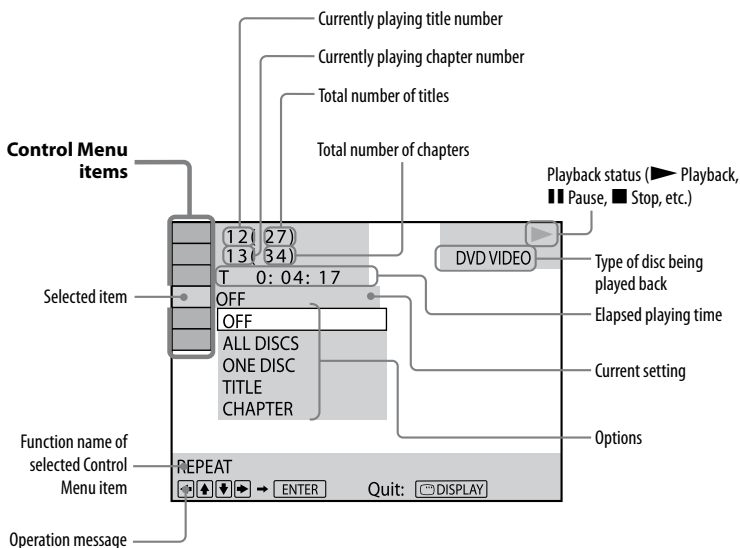 Currently playing title number
Currently playing chapter number
Total number of titles
Total number of chapters
Control Menu
items
Playback status (▶ Playback,
⏸ Pause, ■ Stop, etc.)
12( 27)
13( 34)
T 0: 04: 17
OFF
OFF
ALL DISCS
ONE DISC
TITLE
CHAPTER
REPEAT
ENTER
Quit: DISPLAY
DVD VIDEO
Type of disc being
played back
Elapsed playing time
Current setting
Options
Selected item
Function name of
selected Control
Menu item
Operation message